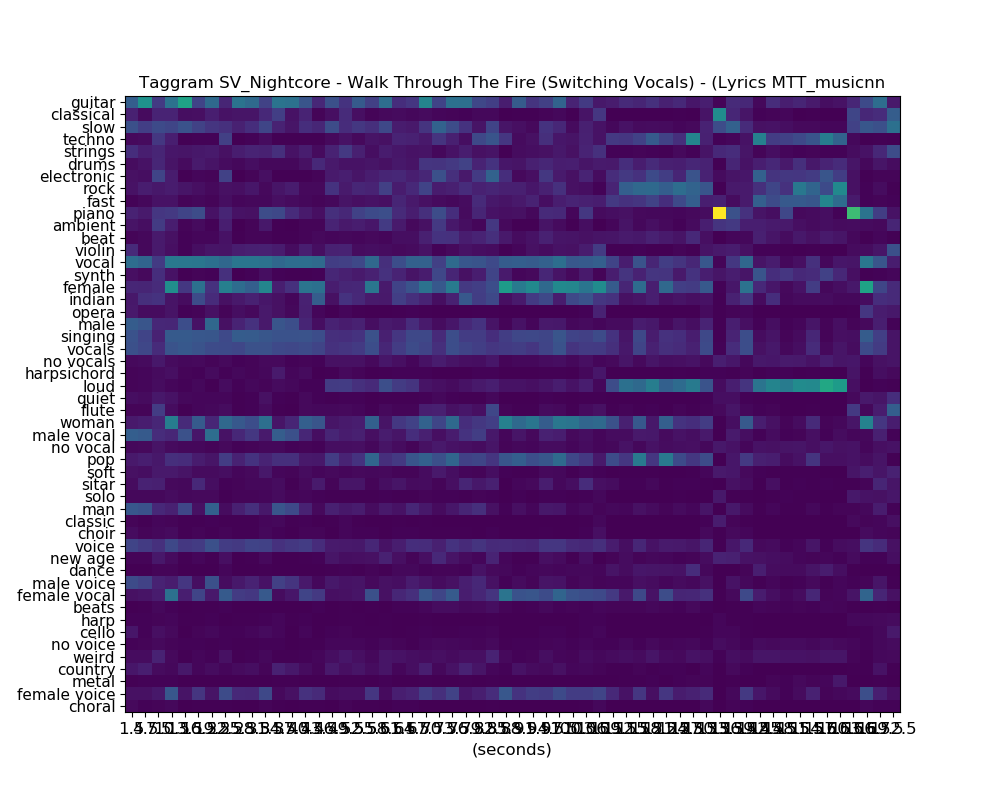 Taggram SV_Nightcore - Walk Through The Fire (Switching Vocals) - (Lyrics MTT_musicnn
guitar
classical
slow
techno
strings
drums
electronic
rock
fast
piano
ambient
beat
violin
vocal
synth
female
indian
opera
male
singing
vocals
no vocals
harpsichord
loud
quiet
flute
woman
male vocal
no vocal
pop
soft
sitar
solo
man
classic
choir
voice
new age
dance
male voice
female vocal
beats
harp
cello
no voice
weird
country
metal
female voice
choral
(seconds)